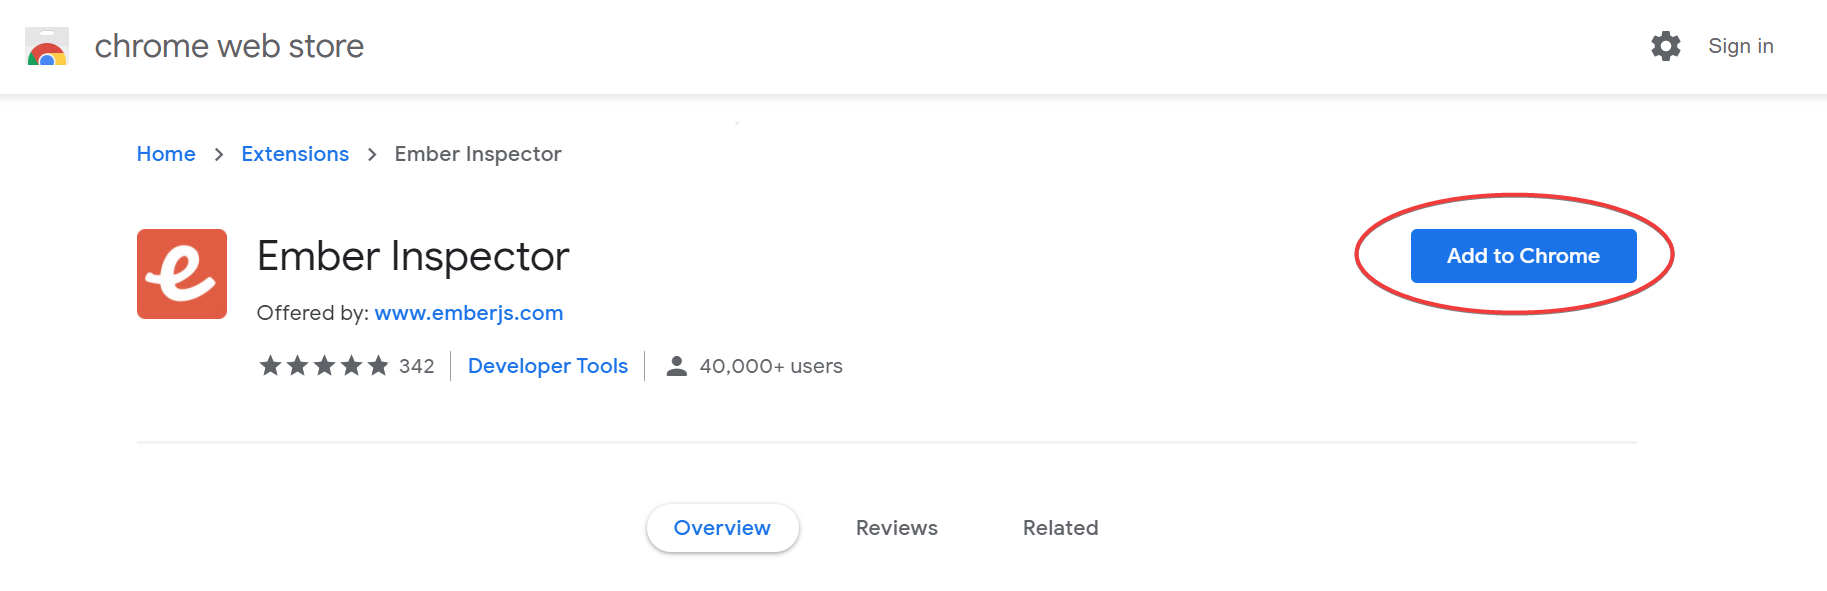 chrome web store
Sign in
Home > Extensions > Ember Inspector
Ember Inspector
Add to Chrome
Offered by: www.emberjs.com
342 Developer Tools 40,000+ users
Overview Reviews Related